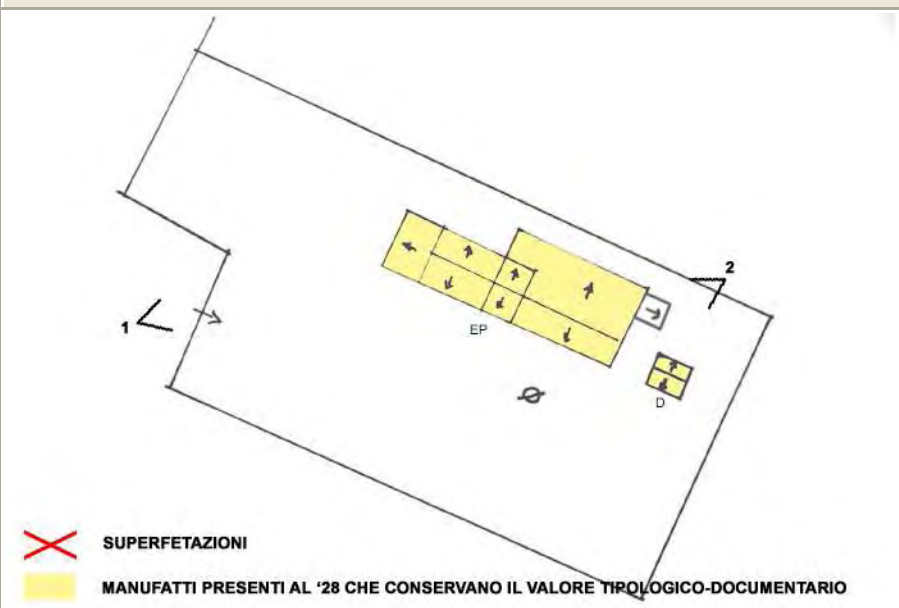 2
1
EP
D
SUPERFETAZIONI
MANUFATTI PRESENTI AL '28 CHE CONSERVANO IL VALORE TIPOLOGICO-DOCUMENTARIO